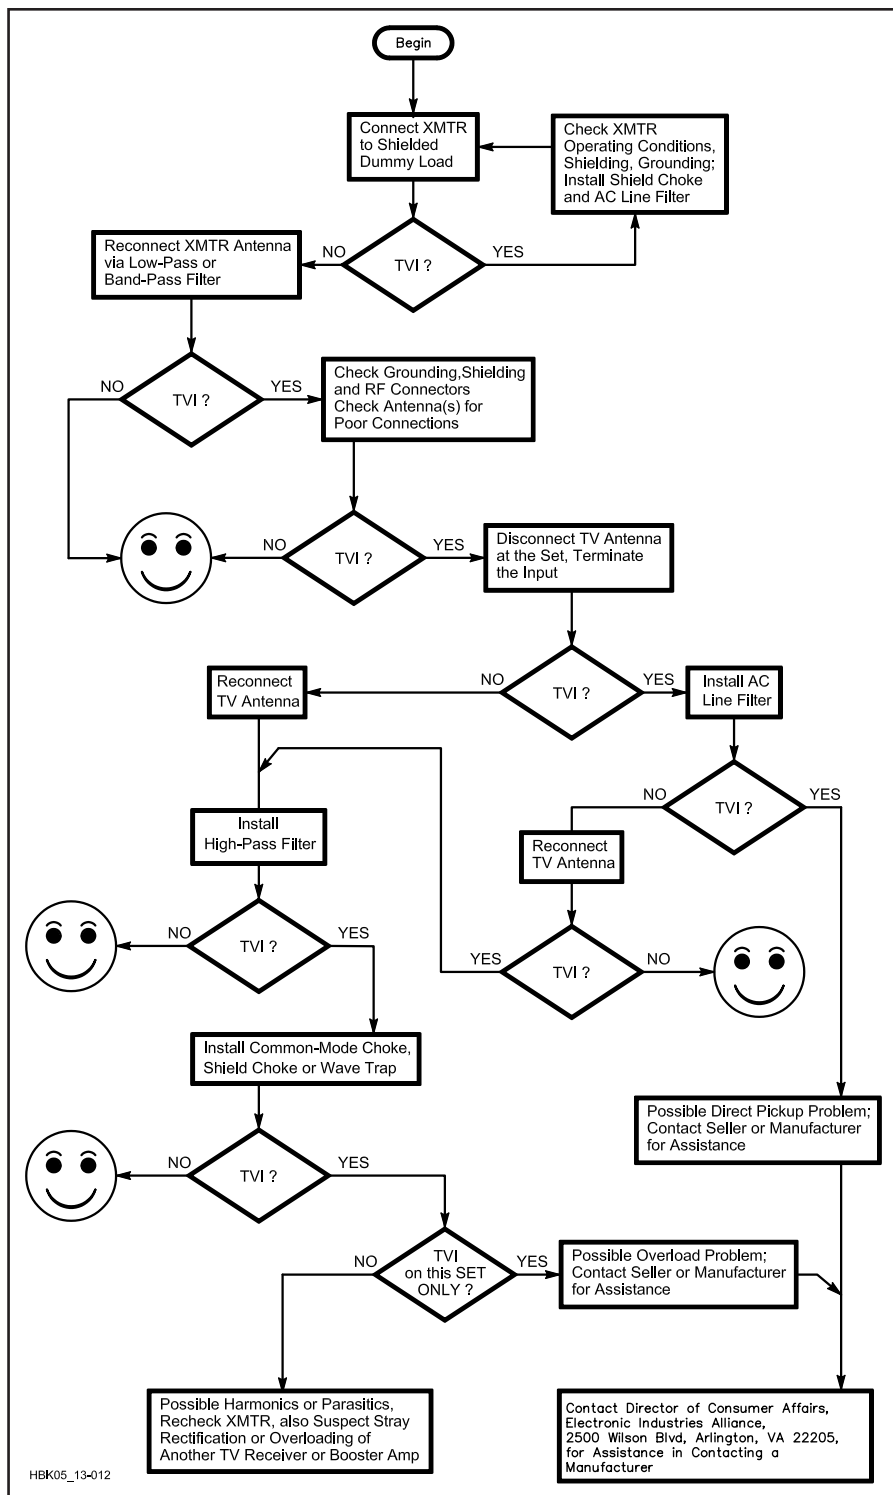 Begin
Connect XMTR
to Shielded
Dummy Load
Check XMTR
Operating Conditions,
Shielding, Grounding;
Install Shield Choke
and AC Line Filter
Reconnect XMTR Antenna
via Low-Pass or
Band-Pass Filter
NO
TVI ?
YES
NO
TVI ?
YES
Check Grounding,Shielding
and RF Connectors
Check Antenna(s) for
Poor Connections
NO
TVI ?
YES
Disconnect TV Antenna
at the Set, Terminate
the Input
Reconnect
TV Antenna
NO
TVI ?
YES
Install AC
Line Filter
Install
High-Pass Filter
NO
TVI ?
YES
Reconnect
TV Antenna
NO
TVI ?
YES
YES
TVI ?
NO
Install Common-Mode Choke,
Shield Choke or Wave Trap
Possible Direct Pickup Problem;
Contact Seller or Manufacturer
for Assistance
NO
TVI ?
YES
NO
TVI
on this SET
ONLY ?
YES
Possible Overload Problem;
Contact Seller or Manufacturer
for Assistance
Possible Harmonics or Parasitics,
Recheck XMTR, also Suspect Stray
Rectification or Overloading of
Another TV Receiver or Booster Amp
Contact Director of Consumer Affairs,
Electronic Industries Alliance,
2500 Wilson Blvd, Arlington, VA 22205,
for Assistance in Contacting a
Manufacturer
HBK05_13-012